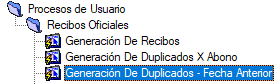 Procesos de Usuario
Recibos Oficiales
Generación De Recibos
Generación De Duplicados X Abono
Generación De Duplicados - Fecha Anterior